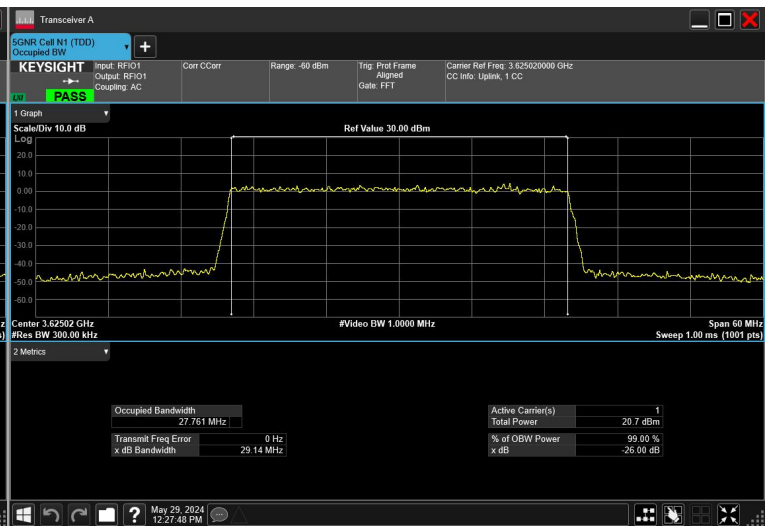 Transceiver A
5GNR Cell N1 (TDD)
Occupied BW
+
KEYSIGHT Input: RFIO1 Corr CCorr Range: -60 dBm Trig: Prot Frame Carrier Ref Freq: 3.625020000 GHz
Output: RFIO1 Aligned CC Info: Uplink, 1 CC
Coupling: AC Gate: FFT
LXI PASS
1 Graph
Scale/Div 10.0 dB Ref Value 30.00 dBm
Log
20.0
10.0
0.00
-10.0
-20.0
-30.0
-40.0
-50.0
-60.0
z Center 3.62502 GHz #Video BW 1.0000 MHz Span 60 MHz
s) #Res BW 300.00 kHz Sweep 1.00 ms (1001 pts)
2 Metrics
Occupied Bandwidth Active Carrier(s) 1
27.761 MHz Total Power 20.7 dBm
Transmit Freq Error 0 Hz % of OBW Power 99.00 %
x dB Bandwidth 29.14 MHz x dB -26.00 dB
? May 29, 2024
12:27:48 PM